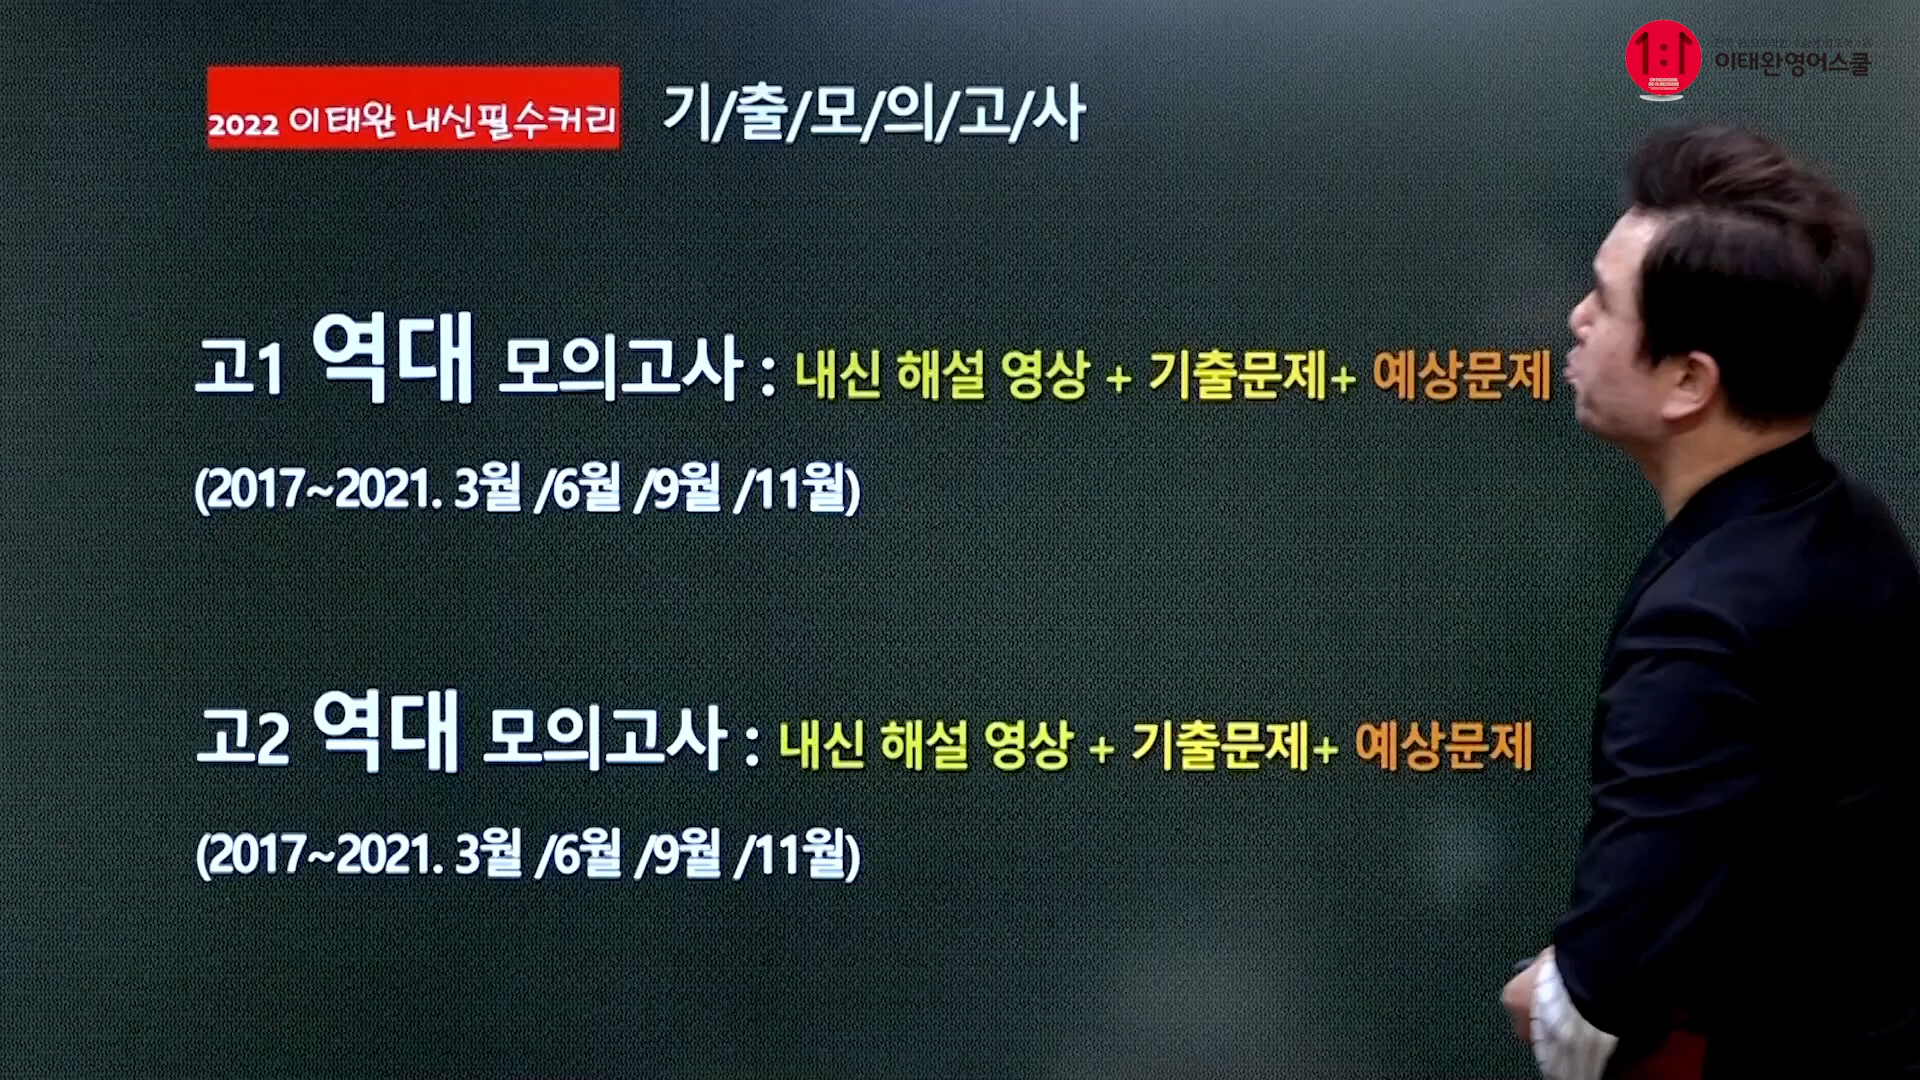 2022 이태완 내신필수커리 기/출/모/의/고/사
이태완영어스쿨
고1 역대 모의고사 : 내신 해설 영상 + 기출문제+ 예상문제
(2017~2021. 3월 /6월 /9월 /11월)
고2 역대 모의고사 : 내신 해설 영상 + 기출문제+ 예상문제
(2017~2021. 3월 /6월 /9월 /11월)